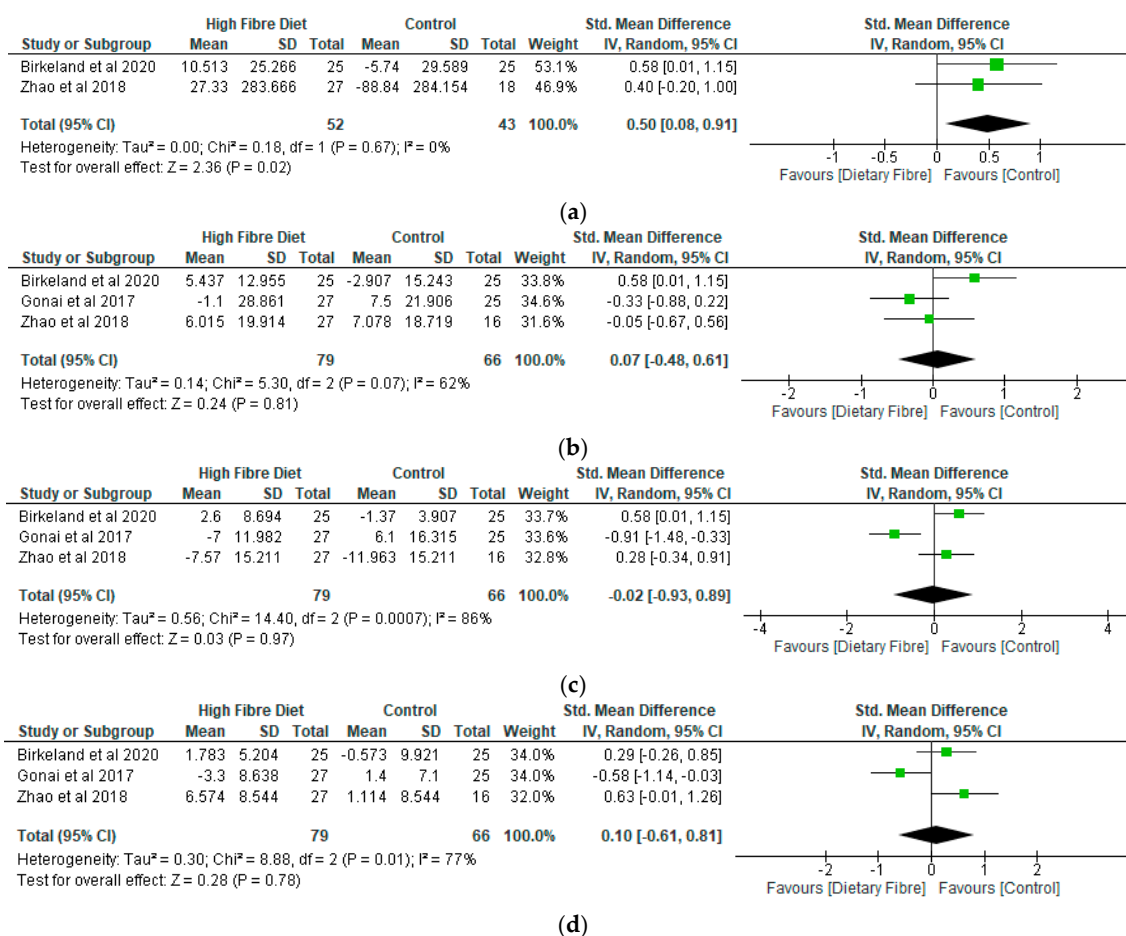 High Fibre Diet Control Std. Mean Difference Std. Mean Difference
Study or Subgroup Mean SD Total Mean SD Total Weight IV, Random, 95% CI IV, Random, 95% CI
Birkeland et al 2020 10.513 25.266 25 -5.74 29.589 25 53.1% 0.58 [0.01, 1.15]
Zhao et al 2018 27.33 283.666 27 -88.84 284.154 18 46.9% 0.40 [-0.20, 1.00]
Total (95% CI) 52 43 100.0% 0.50 [0.08, 0.91]
Heterogeneity: Tau² = 0.00; Chi² = 0.18, df = 1 (P = 0.67); I² = 0%
Test for overall effect: Z = 2.36 (P = 0.02)
-1 -0.5 0 0.5 1
Favours [Dietary Fibre] Favours [Control]
(a)
High Fibre Diet Control Std. Mean Difference Std. Mean Difference
Study or Subgroup Mean SD Total Mean SD Total Weight IV, Random, 95% CI IV, Random, 95% CI
Birkeland et al 2020 5.437 12.955 25 -2.907 15.243 25 33.8% 0.58 [0.01, 1.15]
Gonai et al 2017 -1.1 28.861 27 7.5 21.906 25 34.6% -0.33 [-0.88, 0.22]
Zhao et al 2018 6.015 19.914 27 7.078 18.719 16 31.6% -0.05 [-0.67, 0.56]
Total (95% CI) 79 66 100.0% 0.07 [-0.48, 0.61]
Heterogeneity: Tau² = 0.14; Chi² = 5.30, df = 2 (P = 0.07); I² = 62%
Test for overall effect: Z = 0.24 (P = 0.81)
-2 -1 0 1 2
Favours [Dietary Fibre] Favours [Control]
(b)
High Fibre Diet Control Std. Mean Difference Std. Mean Difference
Study or Subgroup Mean SD Total Mean SD Total Weight IV, Random, 95% CI IV, Random, 95% CI
Birkeland et al 2020 2.6 8.694 25 -1.37 3.907 25 33.7% 0.58 [0.01, 1.15]
Gonai et al 2017 -7 11.982 27 6.1 16.315 25 33.6% -0.91 [-1.48, -0.33]
Zhao et al 2018 -7.57 15.211 27 -11.963 15.211 16 32.8% 0.28 [-0.34, 0.91]
Total (95% CI) 79 66 100.0% -0.02 [-0.93, 0.89]
Heterogeneity: Tau² = 0.56; Chi² = 14.40, df = 2 (P = 0.0007); I² = 86%
Test for overall effect: Z = 0.03 (P = 0.97)
-4 -2 0 2 4
Favours [Dietary Fibre] Favours [Control]
(c)
High Fibre Diet Control Std. Mean Difference Std. Mean Difference
Study or Subgroup Mean SD Total Mean SD Total Weight IV, Random, 95% CI IV, Random, 95% CI
Birkeland et al 2020 1.783 5.204 25 -0.573 9.921 25 34.0% 0.29 [-0.26, 0.85]
Gonai et al 2017 -3.3 8.638 27 1.4 7.1 25 34.0% -0.58 [-1.14, -0.03]
Zhao et al 2018 6.574 8.544 27 1.114 8.544 16 32.0% 0.63 [-0.01, 1.26]
Total (95% CI) 79 66 100.0% 0.10 [-0.61, 0.81]
Heterogeneity: Tau² = 0.30; Chi² = 8.88, df = 2 (P = 0.01); I² = 77%
Test for overall effect: Z = 0.28 (P = 0.78)
-2 -1 0 1 2
Favours [Dietary Fibre] Favours [Control]
(d)